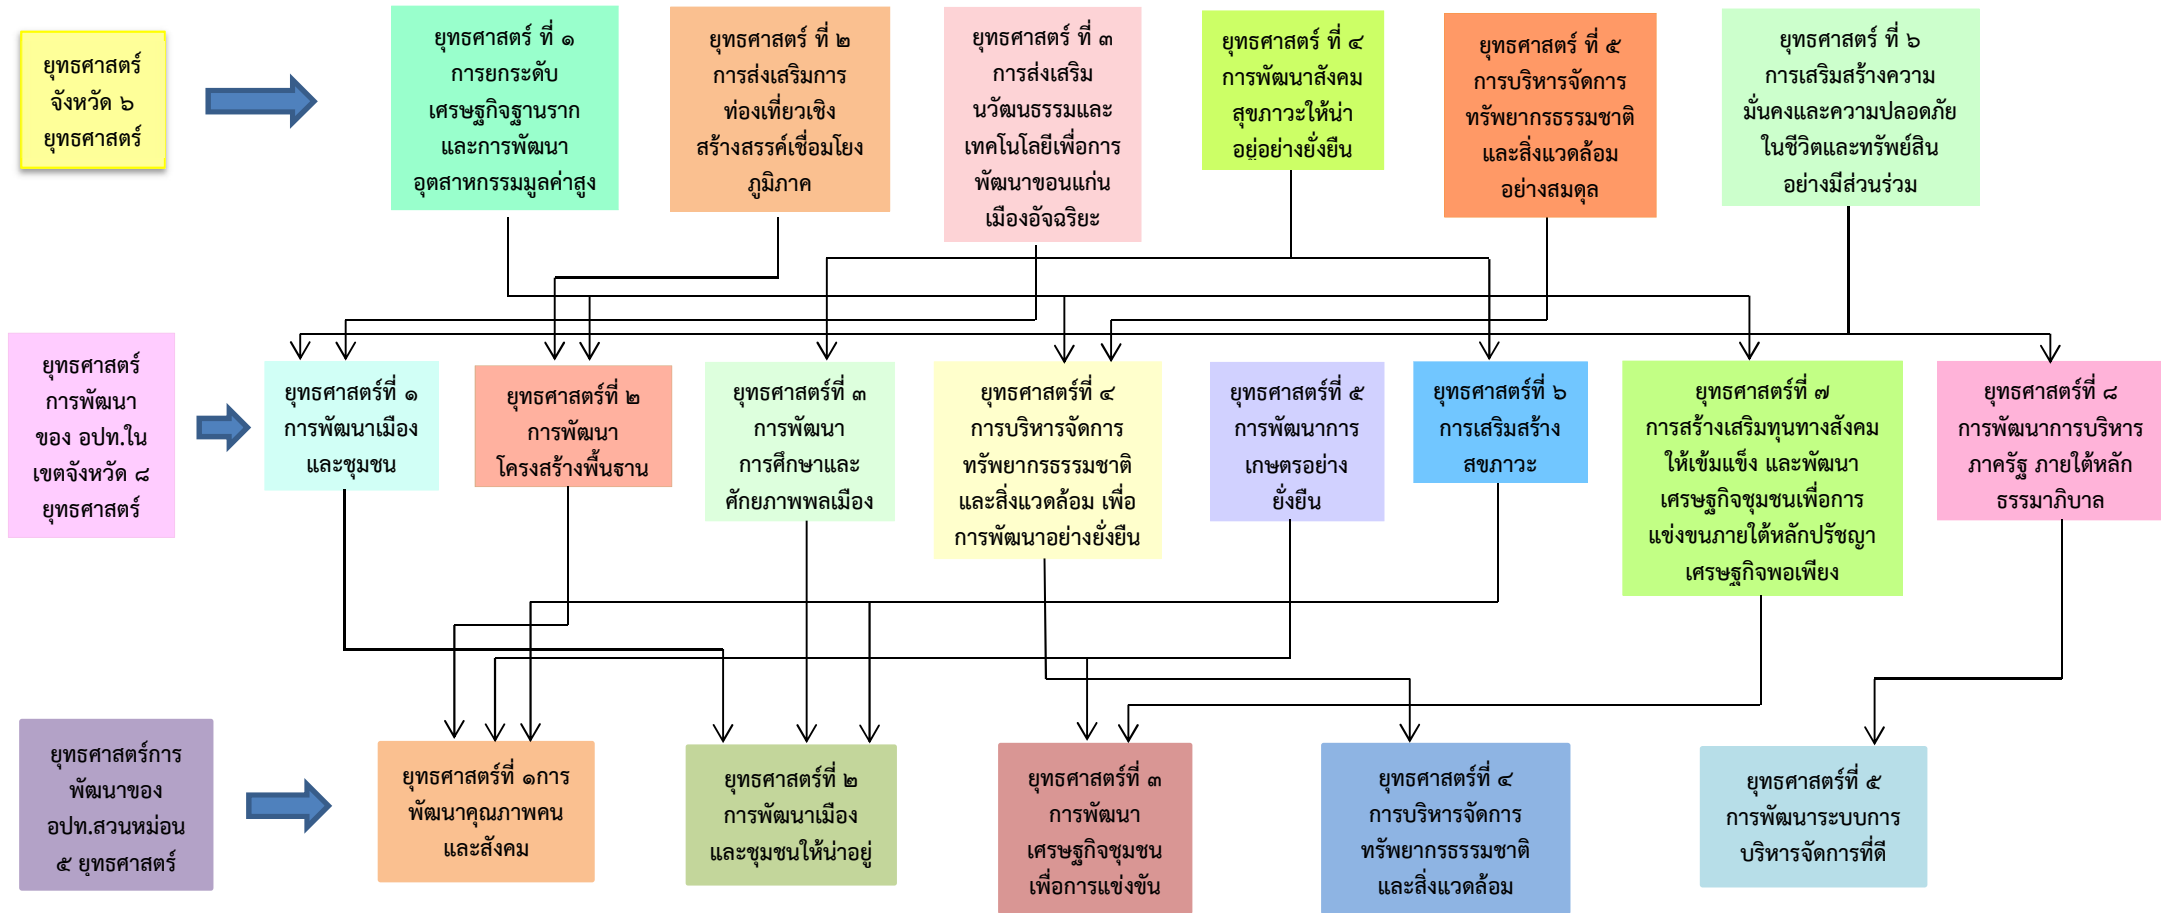 ยุทธศาสตร์
จังหวัด ๖
ยุทธศาสตร์
ยุทธศาสตร์ ที่ ๑
การยกระดับ
เศรษฐกิจฐานราก
และการพัฒนา
อุตสาหกรรมมูลค่าสูง
ยุทธศาสตร์ ที่ ๒
การส่งเสริมการ
ท่องเที่ยวเชิง
สร้างสรรค์เชื่อมโยง
ภูมิภาค
ยุทธศาสตร์ ที่ ๓
การส่งเสริม
นวัฒนธรรมและ
เทคโนโลยีเพื่อการ
พัฒนาขอนแก่น
เมืองอัจฉริยะ
ยุทธศาสตร์ ที่ ๔
การพัฒนาสังคม
สุขภาวะให้น่า
อยู่อย่างยั่งยืน
ยุทธศาสตร์ ที่ ๕
การบริหารจัดการ
ทรัพยากรธรรมชาติ
และสิ่งแวดล้อม
อย่างสมดุล
ยุทธศาสตร์ ที่ ๖
การเสริมสร้างความ
มั่นคงและความปลอดภัย
ในชีวิตและทรัพย์สิน
อย่างมีส่วนร่วม
ยุทธศาสตร์
การพัฒนา
ของ อปท.ใน
เขตจังหวัด ๘
ยุทธศาสตร์
ยุทธศาสตร์ที่ ๑
การพัฒนาเมือง
และชุมชน
ยุทธศาสตร์ที่ ๒
การพัฒนา
โครงสร้างพื้นฐาน
ยุทธศาสตร์ที่ ๓
การพัฒนา
การศึกษาและ
ศักยภาพพลเมือง
ยุทธศาสตร์ที่ ๔
การบริหารจัดการ
ทรัพยากรธรรมชาติ
และสิ่งแวดล้อม เพื่อ
การพัฒนาอย่างยั่งยืน
ยุทธศาสตร์ที่ ๕
การพัฒนาการ
เกษตรอย่าง
ยั่งยืน
ยุทธศาสตร์ที่ ๖
การเสริมสร้าง
สุขภาวะ
ยุทธศาสตร์ที่ ๗
การสร้างเสริมทุนทางสังคม
ให้เข้มแข็ง และพัฒนา
เศรษฐกิจชุมชนเพื่อการ
แข่งขันภายใต้หลักปรัชญา
เศรษฐกิจพอเพียง
ยุทธศาสตร์ที่ ๘
การพัฒนาการบริหาร
ภาครัฐ ภายใต้หลัก
ธรรมาภิบาล
ยุทธศาสตร์การ
พัฒนาของ
อปท.สวนหม่อน
๕ ยุทธศาสตร์
ยุทธศาสตร์ที่ ๑การ
พัฒนาคุณภาพคน
และสังคม
ยุทธศาสตร์ที่ ๒
การพัฒนาเมือง
และชุมชนให้น่าอยู่
ยุทธศาสตร์ที่ ๓
การพัฒนา
เศรษฐกิจชุมชน
เพื่อการแข่งขัน
ยุทธศาสตร์ที่ ๔
การบริหารจัดการ
ทรัพยากรธรรมชาติ
และสิ่งแวดล้อม
ยุทธศาสตร์ที่ ๕
การพัฒนาระบบการ
บริหารจัดการที่ดี